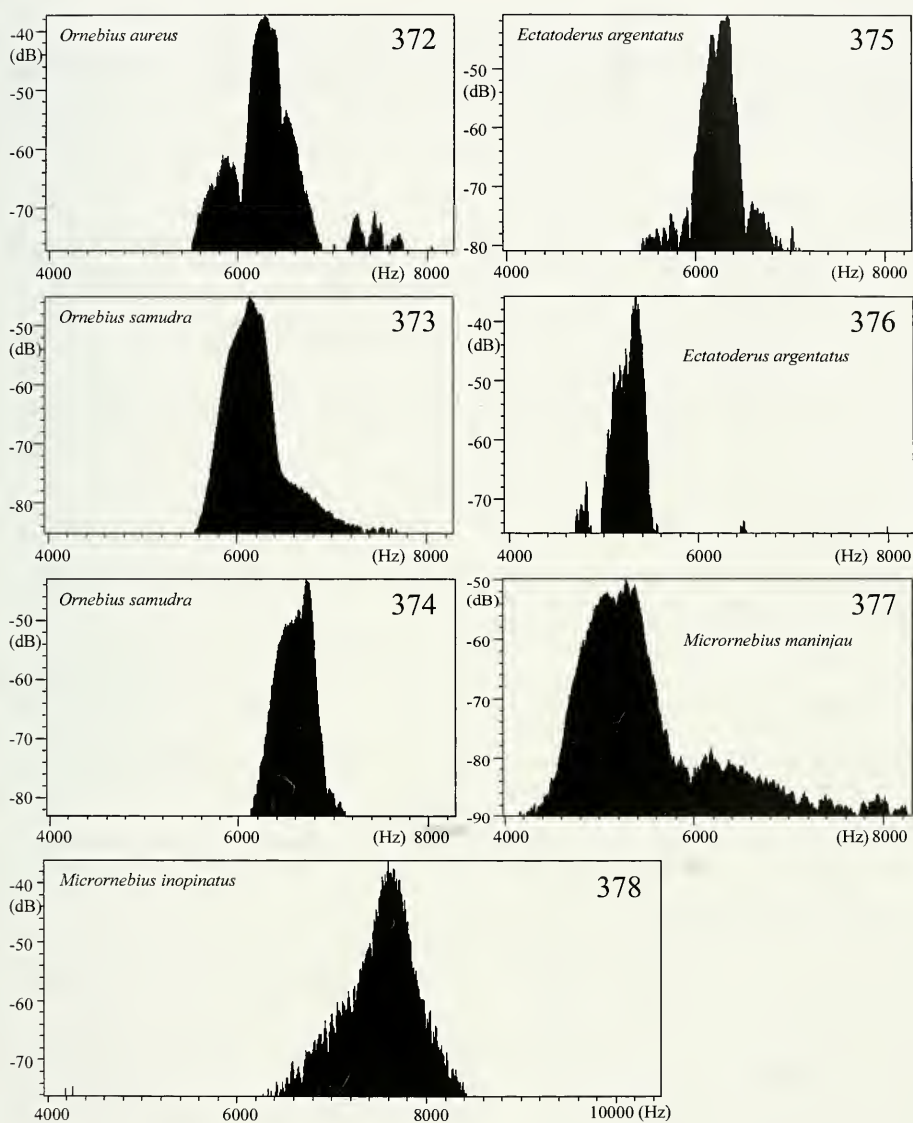 Ornebius aureus 372
-40
(dB)
-50
-60
-70
4000 6000 (Hz) 8000
Ectatoderus argentatus 375
-50
(dB)
-60
-70
-80
4000 6000 (Hz) 8000
Ornebius samudra 373
-50
(dB)
-60
-70
-80
4000 6000 (Hz) 8000
376
-40
(dB)
Ectatoderus argentatus
-50
-60
-70
4000 6000 (Hz) 8000
Ornebius samudra 374
-50
(dB)
-60
-70
-80
4000 6000 (Hz) 8000
-50
(dB)
377
-60
Micrornebius maninjau
-70
-80
-90
4000 6000 (Hz) 8000
Micrornebius inopinatus 378
-40
(dB)
-50
-60
-70
4000 6000 8000 10000 (Hz)